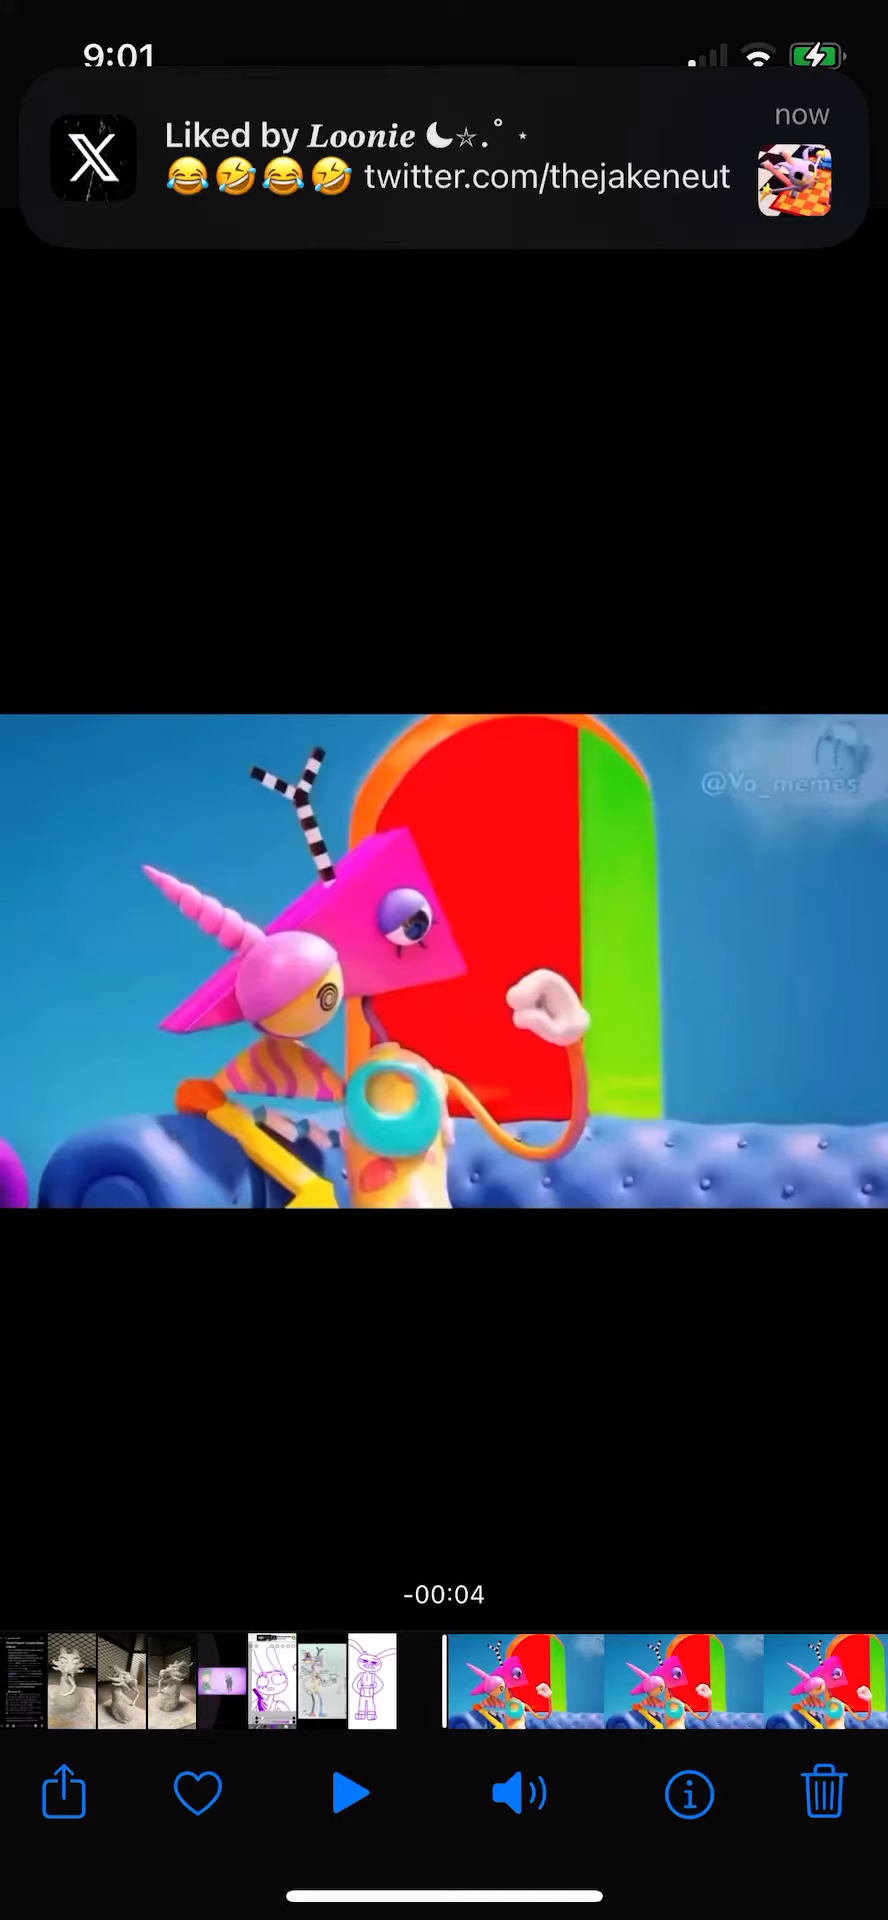 9:01
now
Liked by Loonie ⏾☆.˚ ⋆
😂🤣😂🤣 twitter.com/thejakeneut
@Vo_memes
-00:04